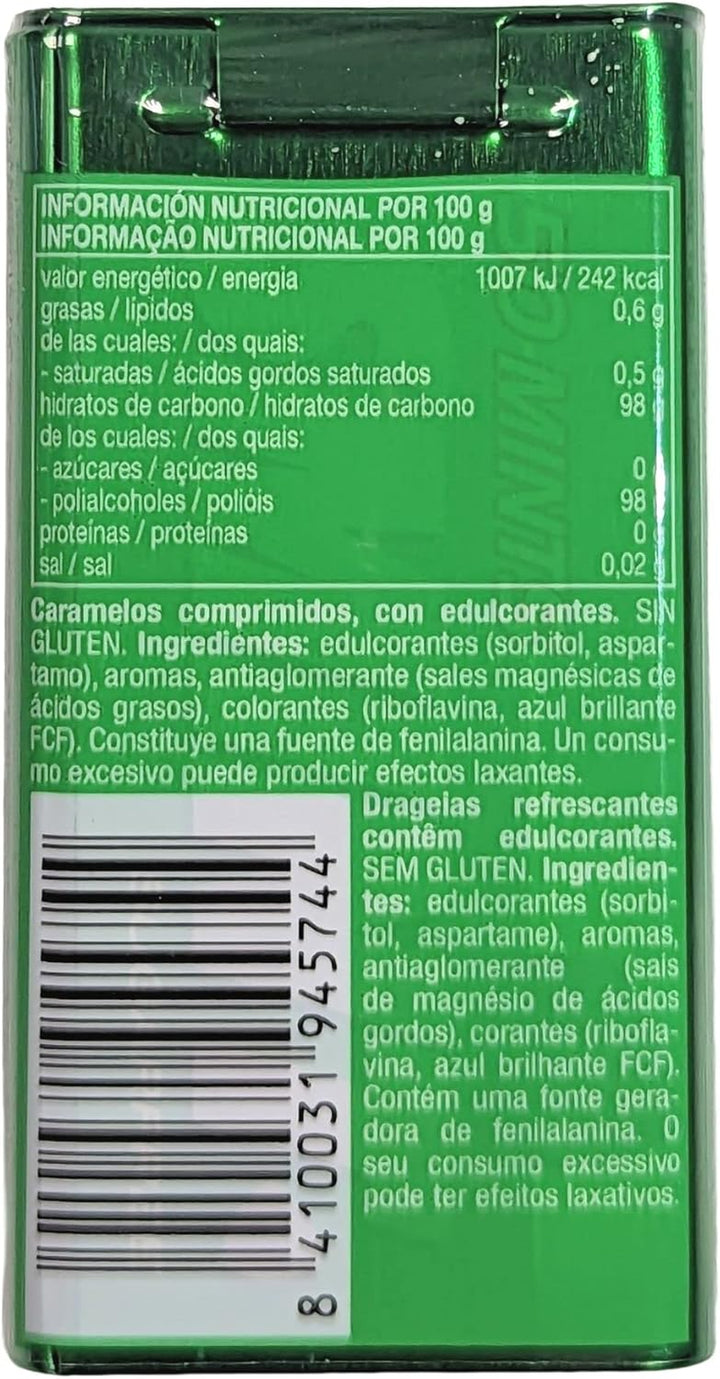 INFORMACIÓN NUTRICIONAL POR 100 g
INFORMAÇÃO NUTRICIONAL POR 100 g
valor energético / energia 1007 kJ / 242 kcal
grasas / lípidos 0,6 g
de las cuales: / dos quais:
- saturadas / ácidos gordos saturados 0,5 g
hidratos de carbono / hidratos de carbono 98 g
de los cuales: / dos quais:
- azúcares / açúcares 0 g
- polialcoholes / polióis 98 g
proteínas / proteínas 0 g
sal / sal 0,02 g
Caramelos comprimidos, con edulcorantes. SIN
GLUTEN. Ingredientes: edulcorantes (sorbitol, aspar-
tamo), aromas, antiaglomerante (sales magnésicas de
ácidos grasos), colorantes (riboflavina, azul brillante
FCF). Constituye una fuente de fenilalanina. Un consu-
mo excesivo puede producir efectos laxantes.
Drageias refrescantes
contêm edulcorantes.
SEM GLUTEN. Ingredien-
tes: edulcorantes (sorbi-
tol, aspartame), aromas,
antiaglomerante (sais
de magnésio de ácidos
gordos), corantes (ribofla-
vina, azul brilhante FCF).
Contém uma fonte gera-
dora de fenilalanina. O
seu consumo excessivo
pode ter efeitos laxativos.
8 410031 945744